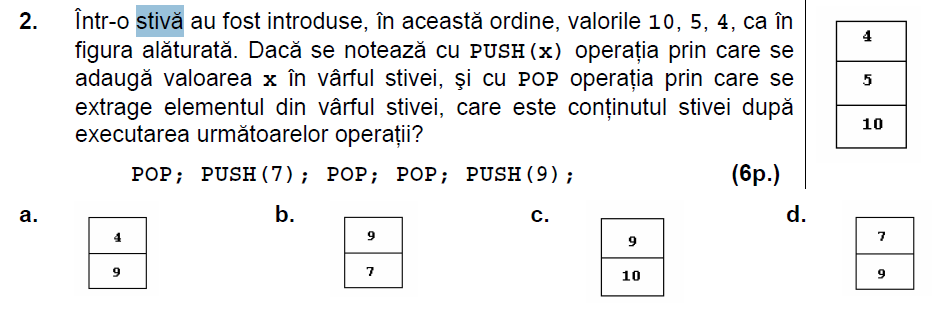 2. Într-o stivă au fost introduse, în această ordine, valorile 10, 5, 4, ca în
figura alăturată. Dacă se notează cu PUSH(x) operația prin care se
adaugă valoarea x în vârful stivei, şi cu POP operația prin care se
extrage elementul din vârful stivei, care este conținutul stivei după
executarea următoarelor operații?
POP; PUSH(7); POP; POP; PUSH(9); (6p.)
4
5
10
a. b. c. d.
4 9 9 7
9 7 10 9